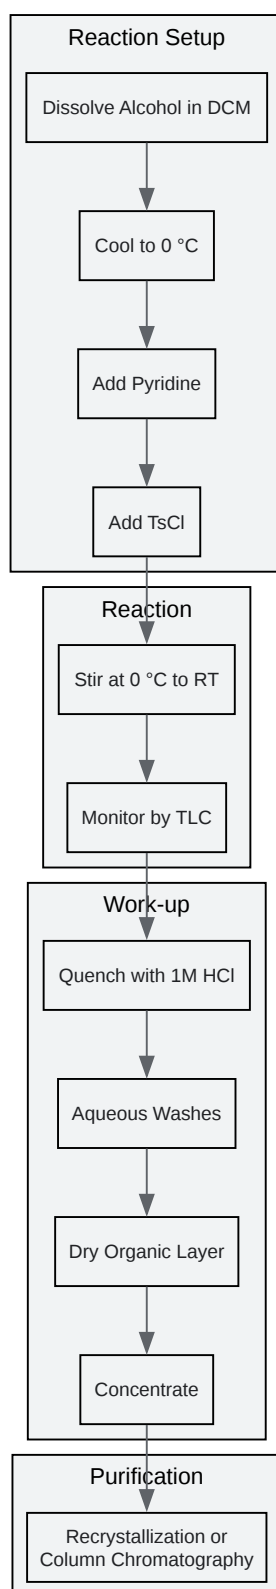 Reaction Setup
Dissolve Alcohol in DCM
Cool to 0 °C
Add Pyridine
Add TsCl
Reaction
Stir at 0 °C to RT
Monitor by TLC
Work-up
Quench with 1M HCl
Aqueous Washes
Dry Organic Layer
Concentrate
Purification
Recrystallization or
Column Chromatography